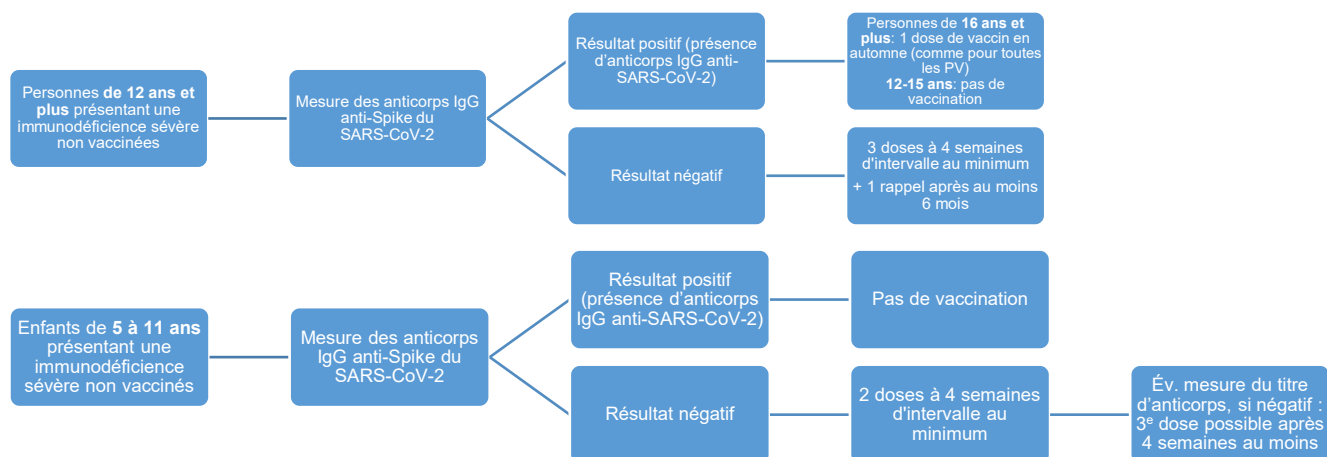 Personnes de 12 ans et
plus présentant une
immunodéficience sévère
non vaccinées
Mesure des anticorps IgG
anti-Spike du
SARS-CoV-2
Résultat positif (présence
d'anticorps IgG anti-
SARS-CoV-2)
Personnes de 16 ans et
plus: 1 dose de vaccin en
automne (comme pour toutes
les PV)
12-15 ans: pas de
vaccination
Résultat négatif
3 doses à 4 semaines
d'intervalle au minimum
+ 1 rappel après au moins
6 mois
Enfants de 5 à 11 ans
présentant une
immunodéficience
sévère non vaccinés
Mesure des anticorps
IgG anti-Spike du
SARS-CoV-2
Résultat positif
(présence d'anticorps
IgG anti-SARS-CoV-2)
Pas de vaccination
Résultat négatif
2 doses à 4 semaines
d'intervalle au
minimum
Év. mesure du titre
d'anticorps, si négatif :
3e dose possible après
4 semaines au moins